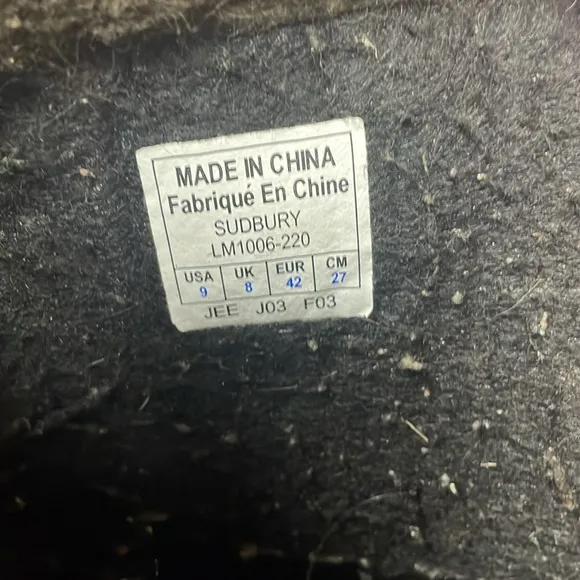 MADE IN CHINA
Fabriqué En Chine
SUDBURY
LM1006-220
USA UK EUR CM
9 8 42 27
JEE J03 F03